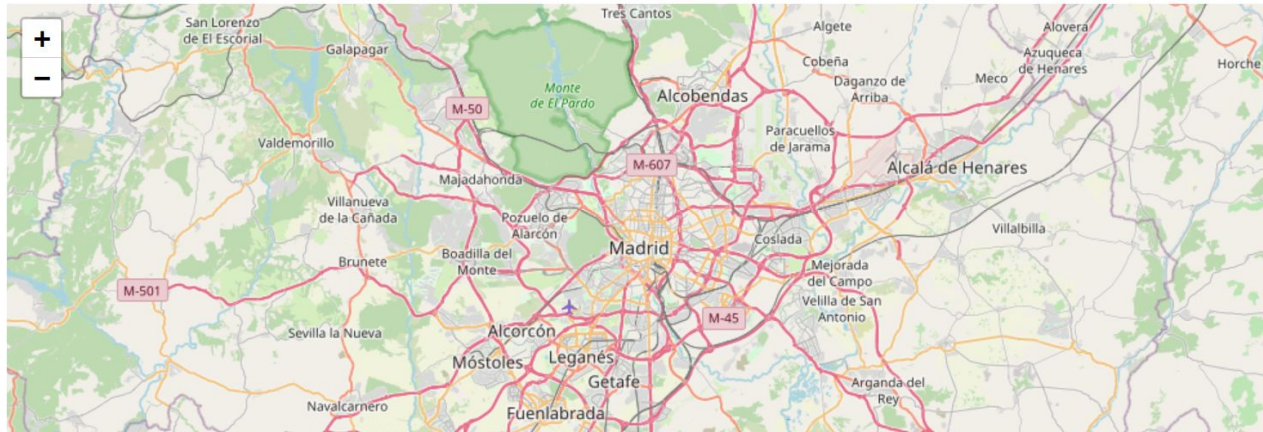 +
−
San Lorenzo
de El Escorial
Galapagar
Tres Cantos
Algete
Alovera
Cobeña
Azuqueca
de Henares
Horche
Meco
Daganzo de
Arriba
Monte
de El Pardo
Alcobendas
M-50
Paracuellos
de Jarama
Valdemorillo
M-607
Alcalá de Henares
Majadahonda
Villanueva
de la Cañada
Pozuelo de
Alarcón
Villalbilla
Madrid
Coslada
Boadilla del
Monte
Brunete
Mejorada
del Campo
M-501
Velilla de San
Antonio
M-45
Sevilla la Nueva
Alcorcón
Móstoles
Leganés
Getafe
Arganda del
Rey
Navalcarnero
Fuenlabrada